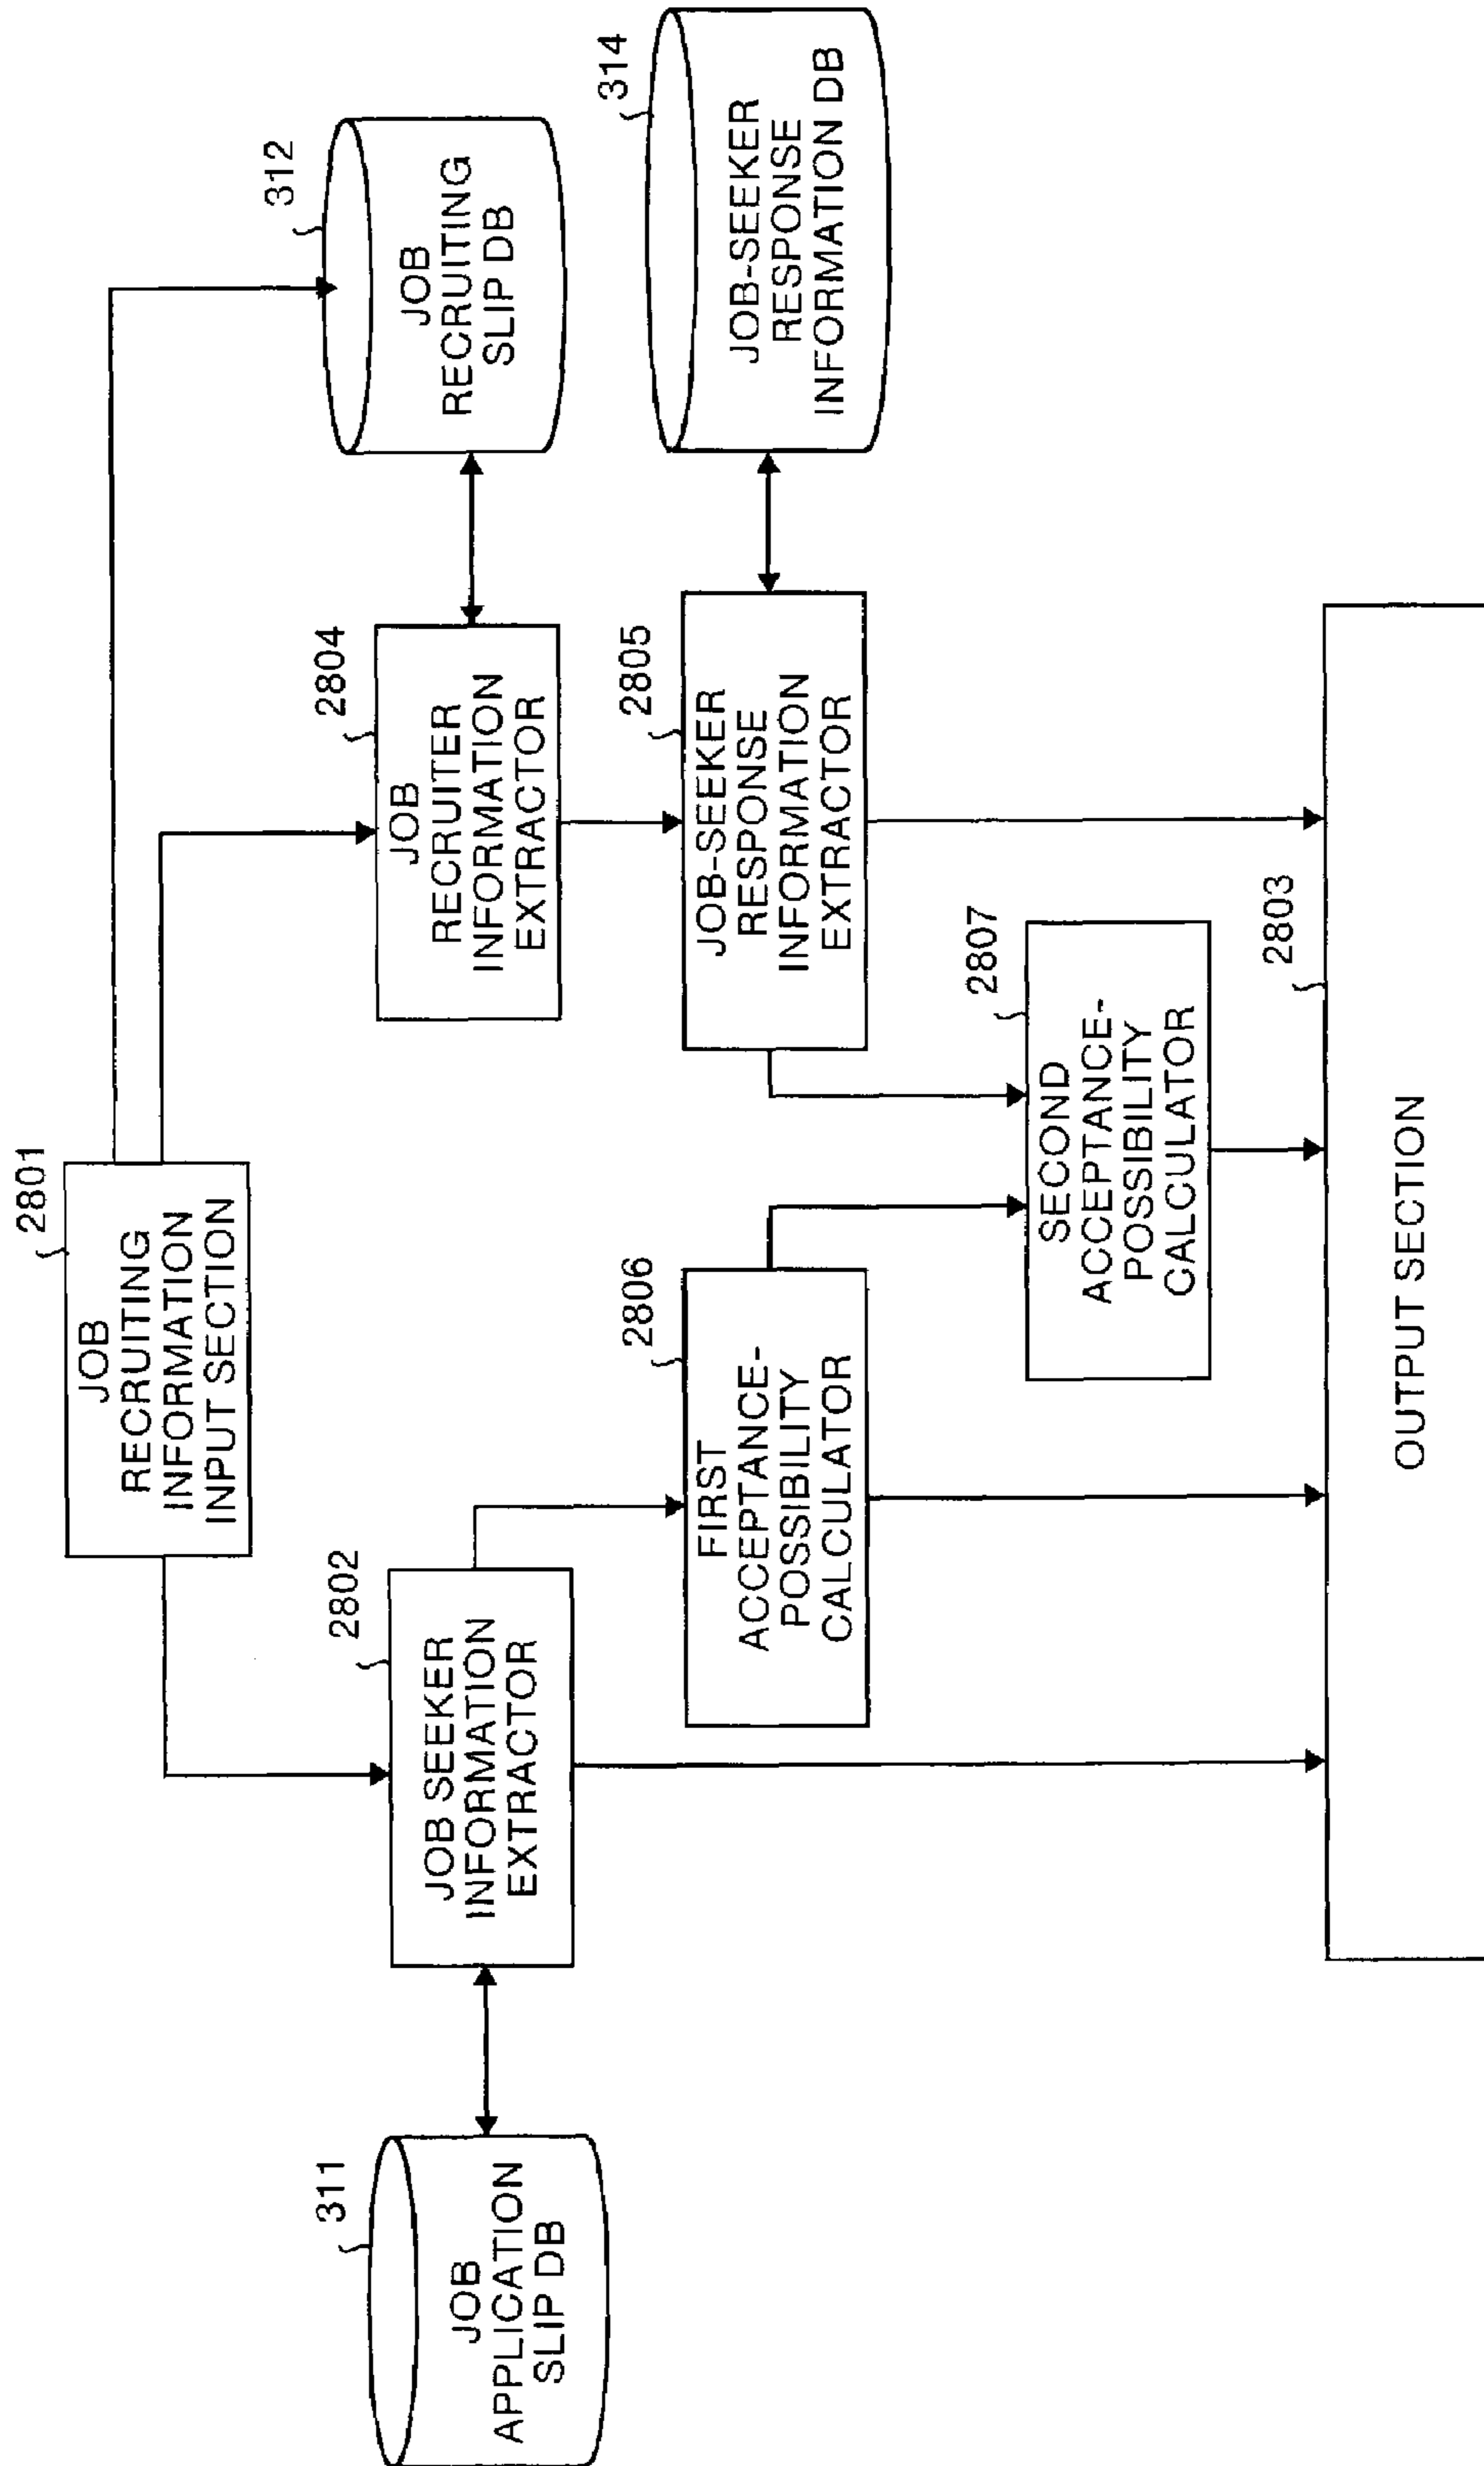 2801
JOB
RECRUITING
INFORMATION
INPUT SECTION
311
JOB
APPLICATION
SLIP DB
2802
JOB SEEKER
INFORMATION
EXTRACTOR
2804
JOB
RECRUITER
INFORMATION
EXTRACTOR
312
JOB
RECRUITING
SLIP DB
2806
FIRST
ACCEPTANCE-
POSSIBILITY
CALCULATOR
2805
JOB-SEEKER
RESPONSE
INFORMATION
EXTRACTOR
314
JOB-SEEKER
RESPONSE
INFORMATION DB
2807
SECOND
ACCEPTANCE-
POSSIBILITY
CALCULATOR
2803
OUTPUT SECTION